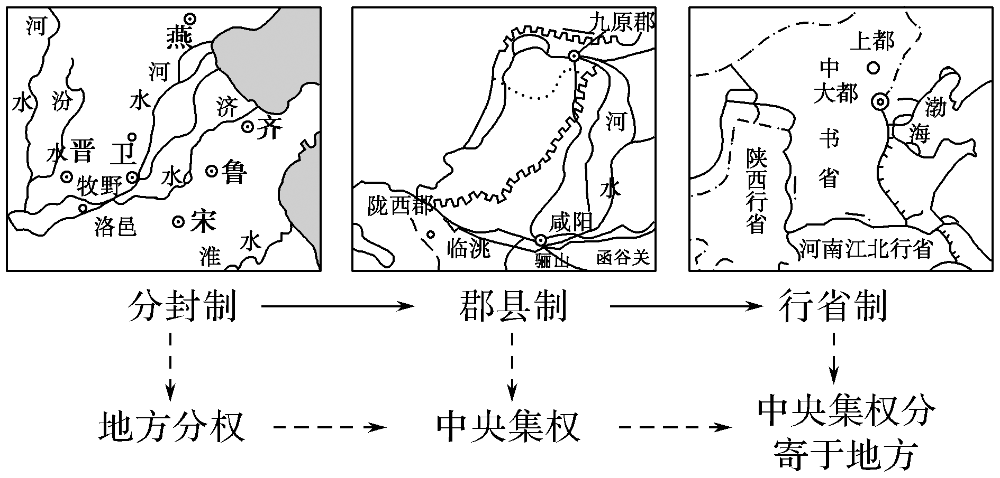 河
燕
河
水
汾
水
济
齐
水
晋
卫
鲁
水
牧野
洛邑
宋
水
淮
九原郡
河
水
陇西郡
咸阳
临洮
骊山
函谷关
上都
中
大都
渤
海
书
省
陕西行省
河南江北行省
分封制
郡县制
行省制
地方分权
中央集权
中央集权分
寄于地方